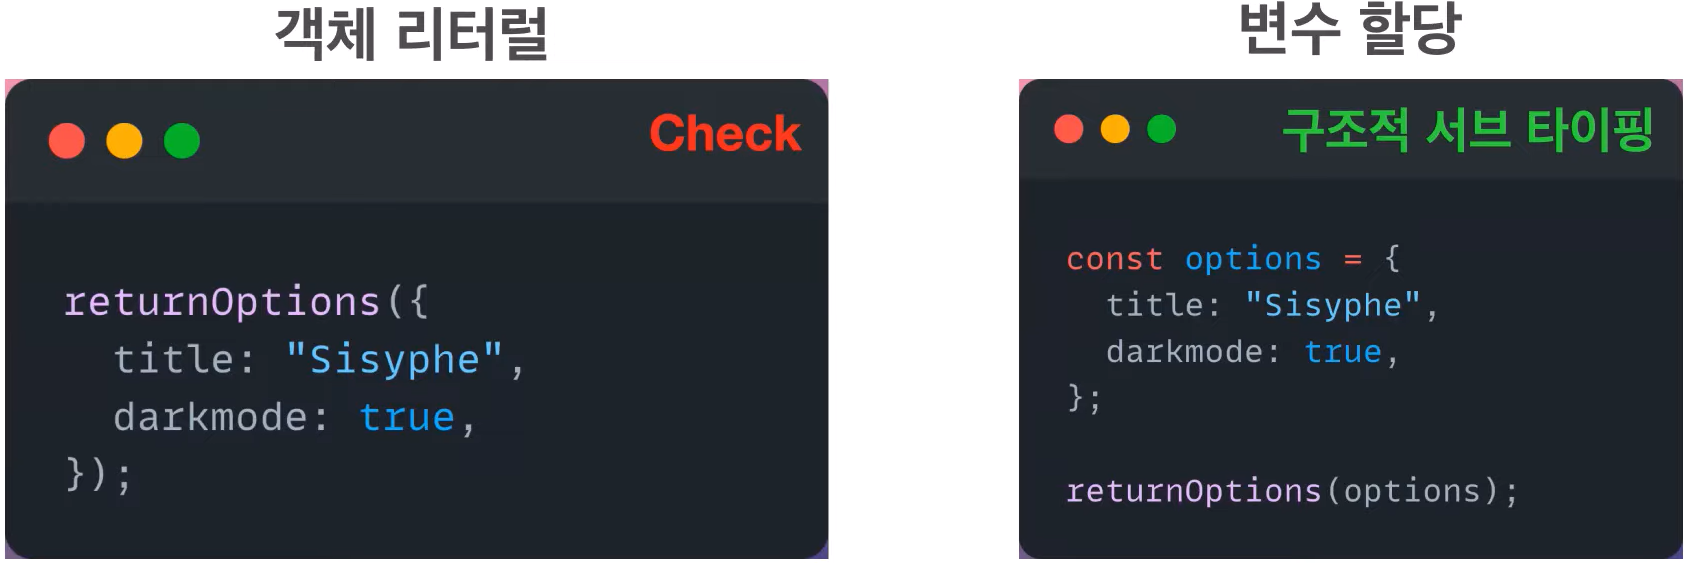 객체 리터럴
Check
returnOptions({
  title: "Sisyphe",
  darkmode: true,
});
변수 할당
구조적 서브 타이핑
const options = {
  title: "Sisyphe",
  darkmode: true,
};
returnOptions(options);